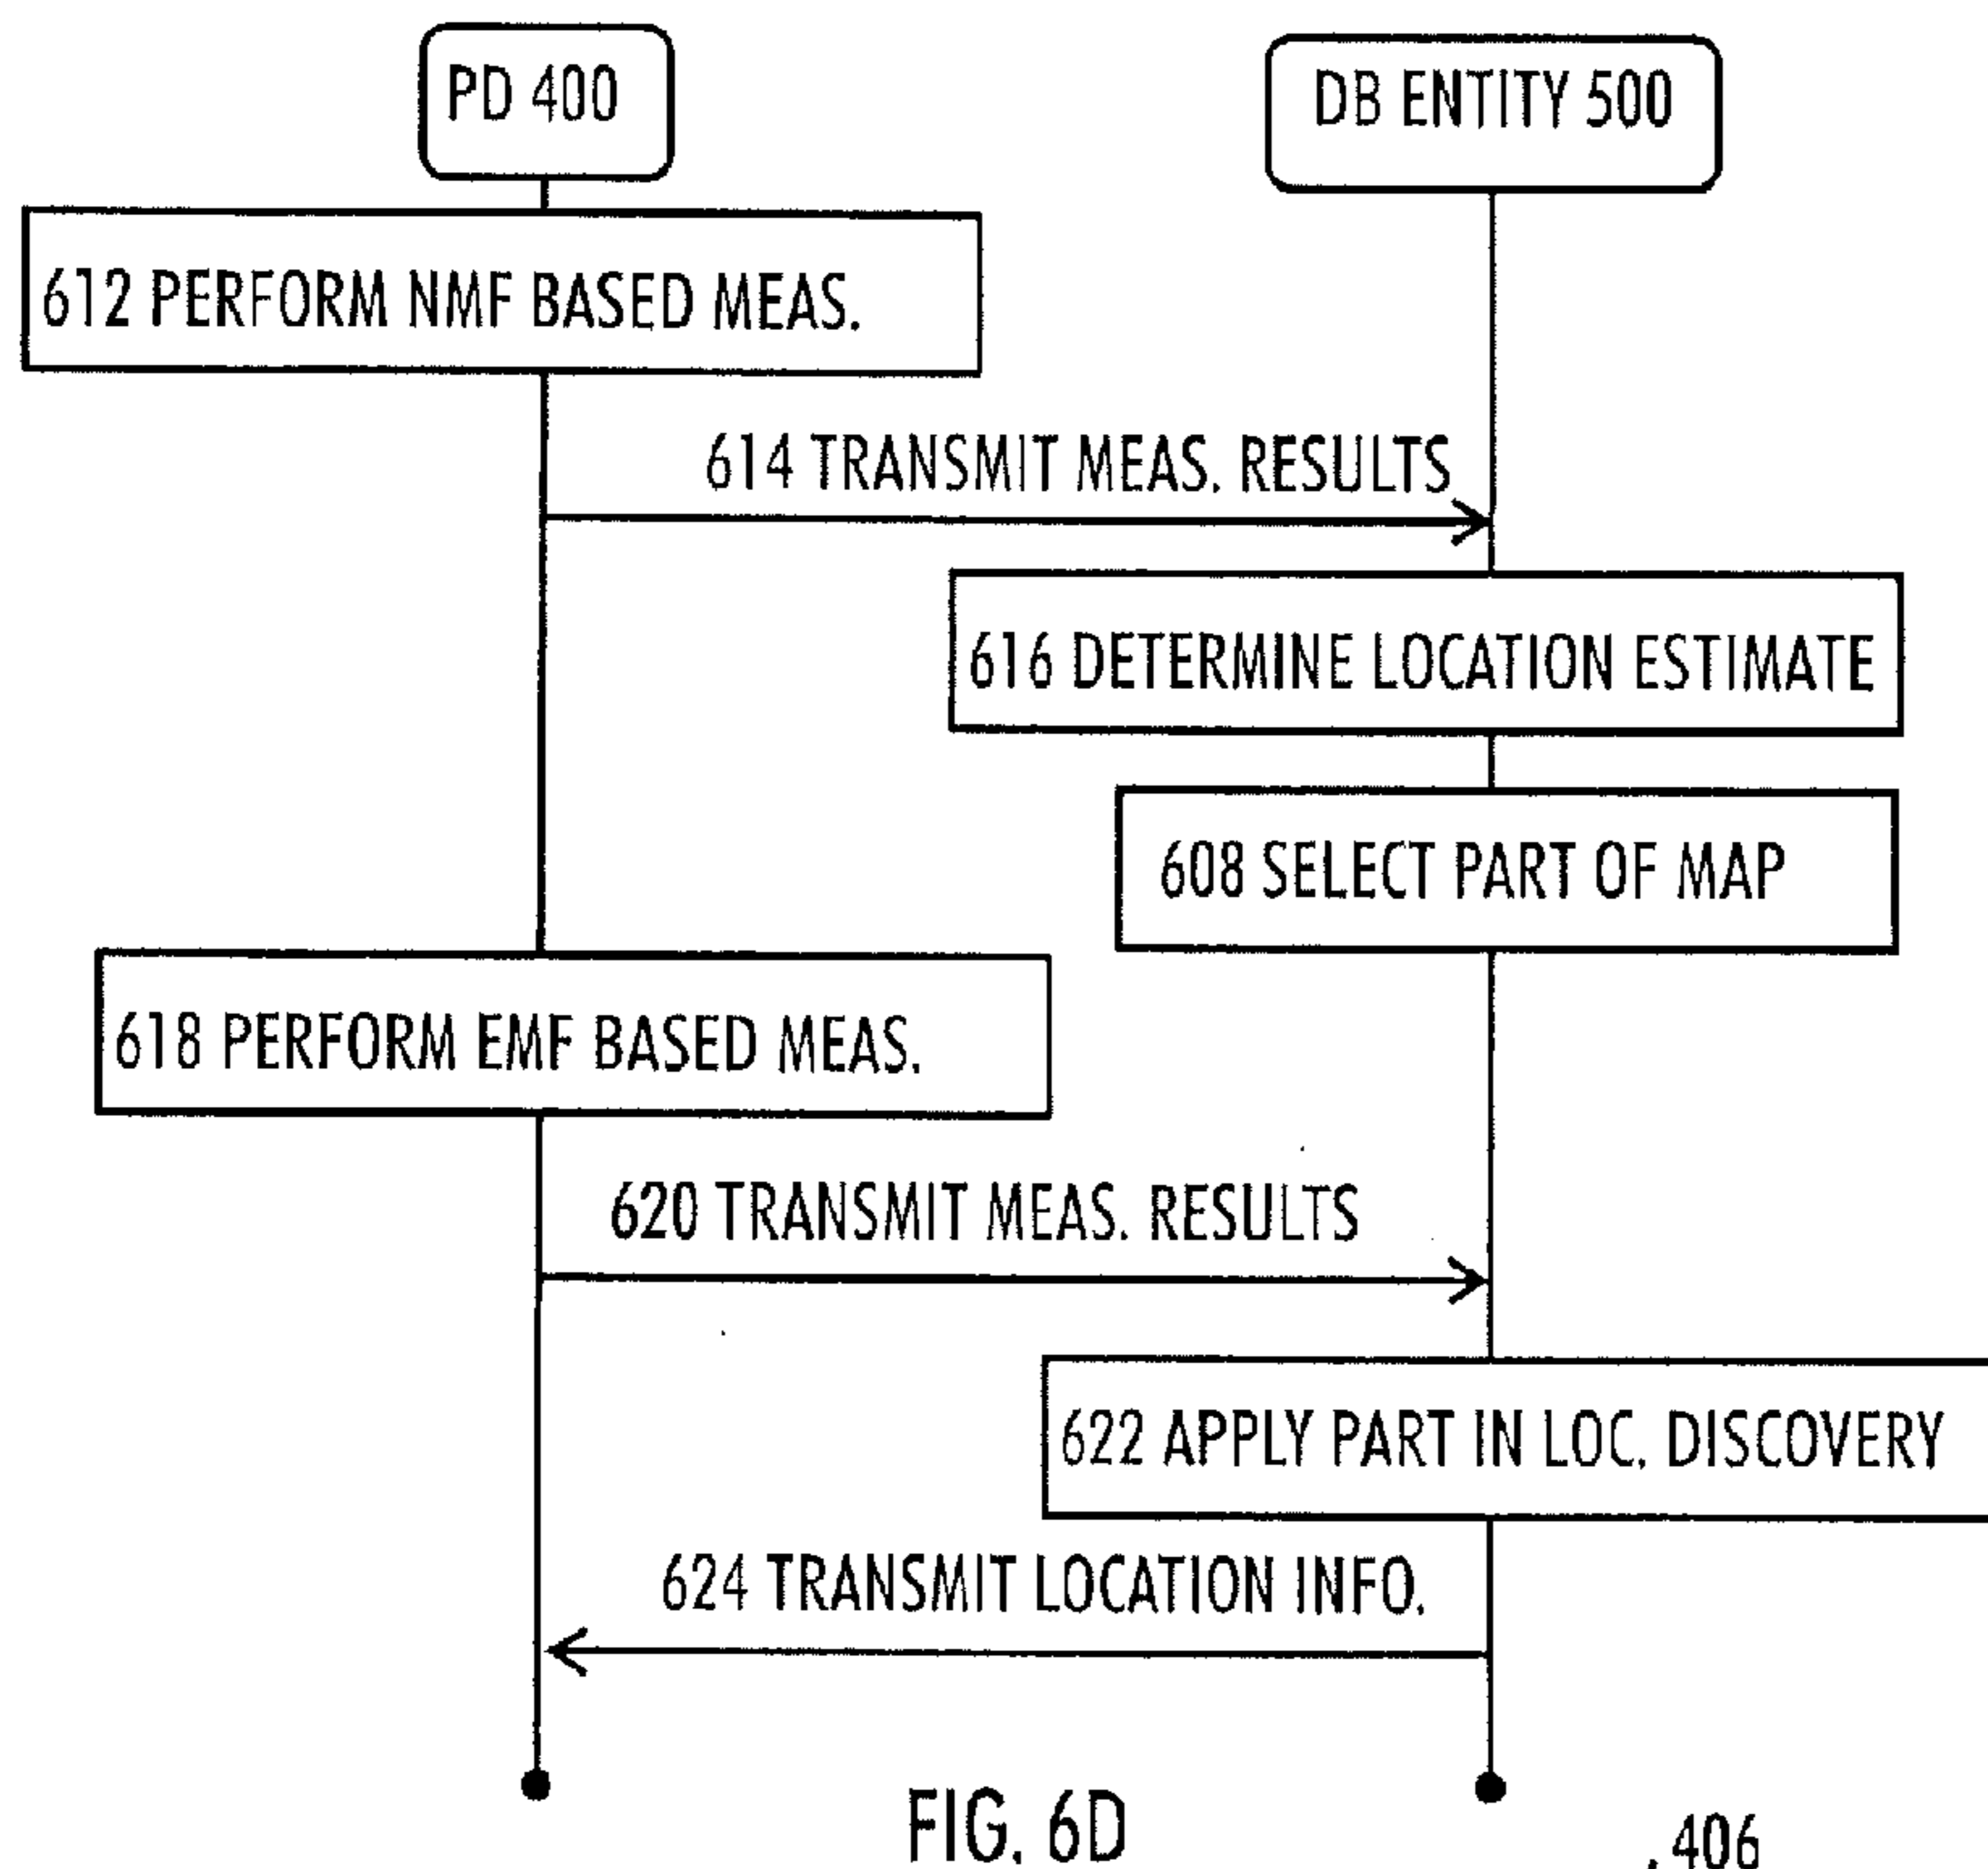 PD 400
DB ENTITY 500
612 PERFORM NMF BASED MEAS.
614 TRANSMIT MEAS. RESULTS
616 DETERMINE LOCATION ESTIMATE
608 SELECT PART OF MAP
618 PERFORM EMF BASED MEAS.
620 TRANSMIT MEAS. RESULTS
622 APPLY PART IN LOC. DISCOVERY
624 TRANSMIT LOCATION INFO.
FIG. 6D
406